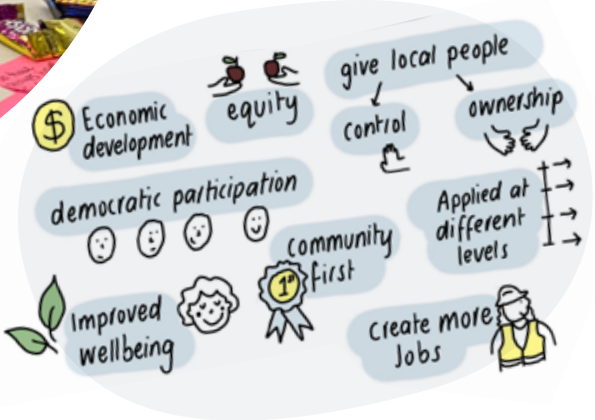 give local people
control
ownership
equity
$
Economic
development
democratic participation
Applied at
different
levels
community
first
1st
Improved
wellbeing
Create more
Jobs